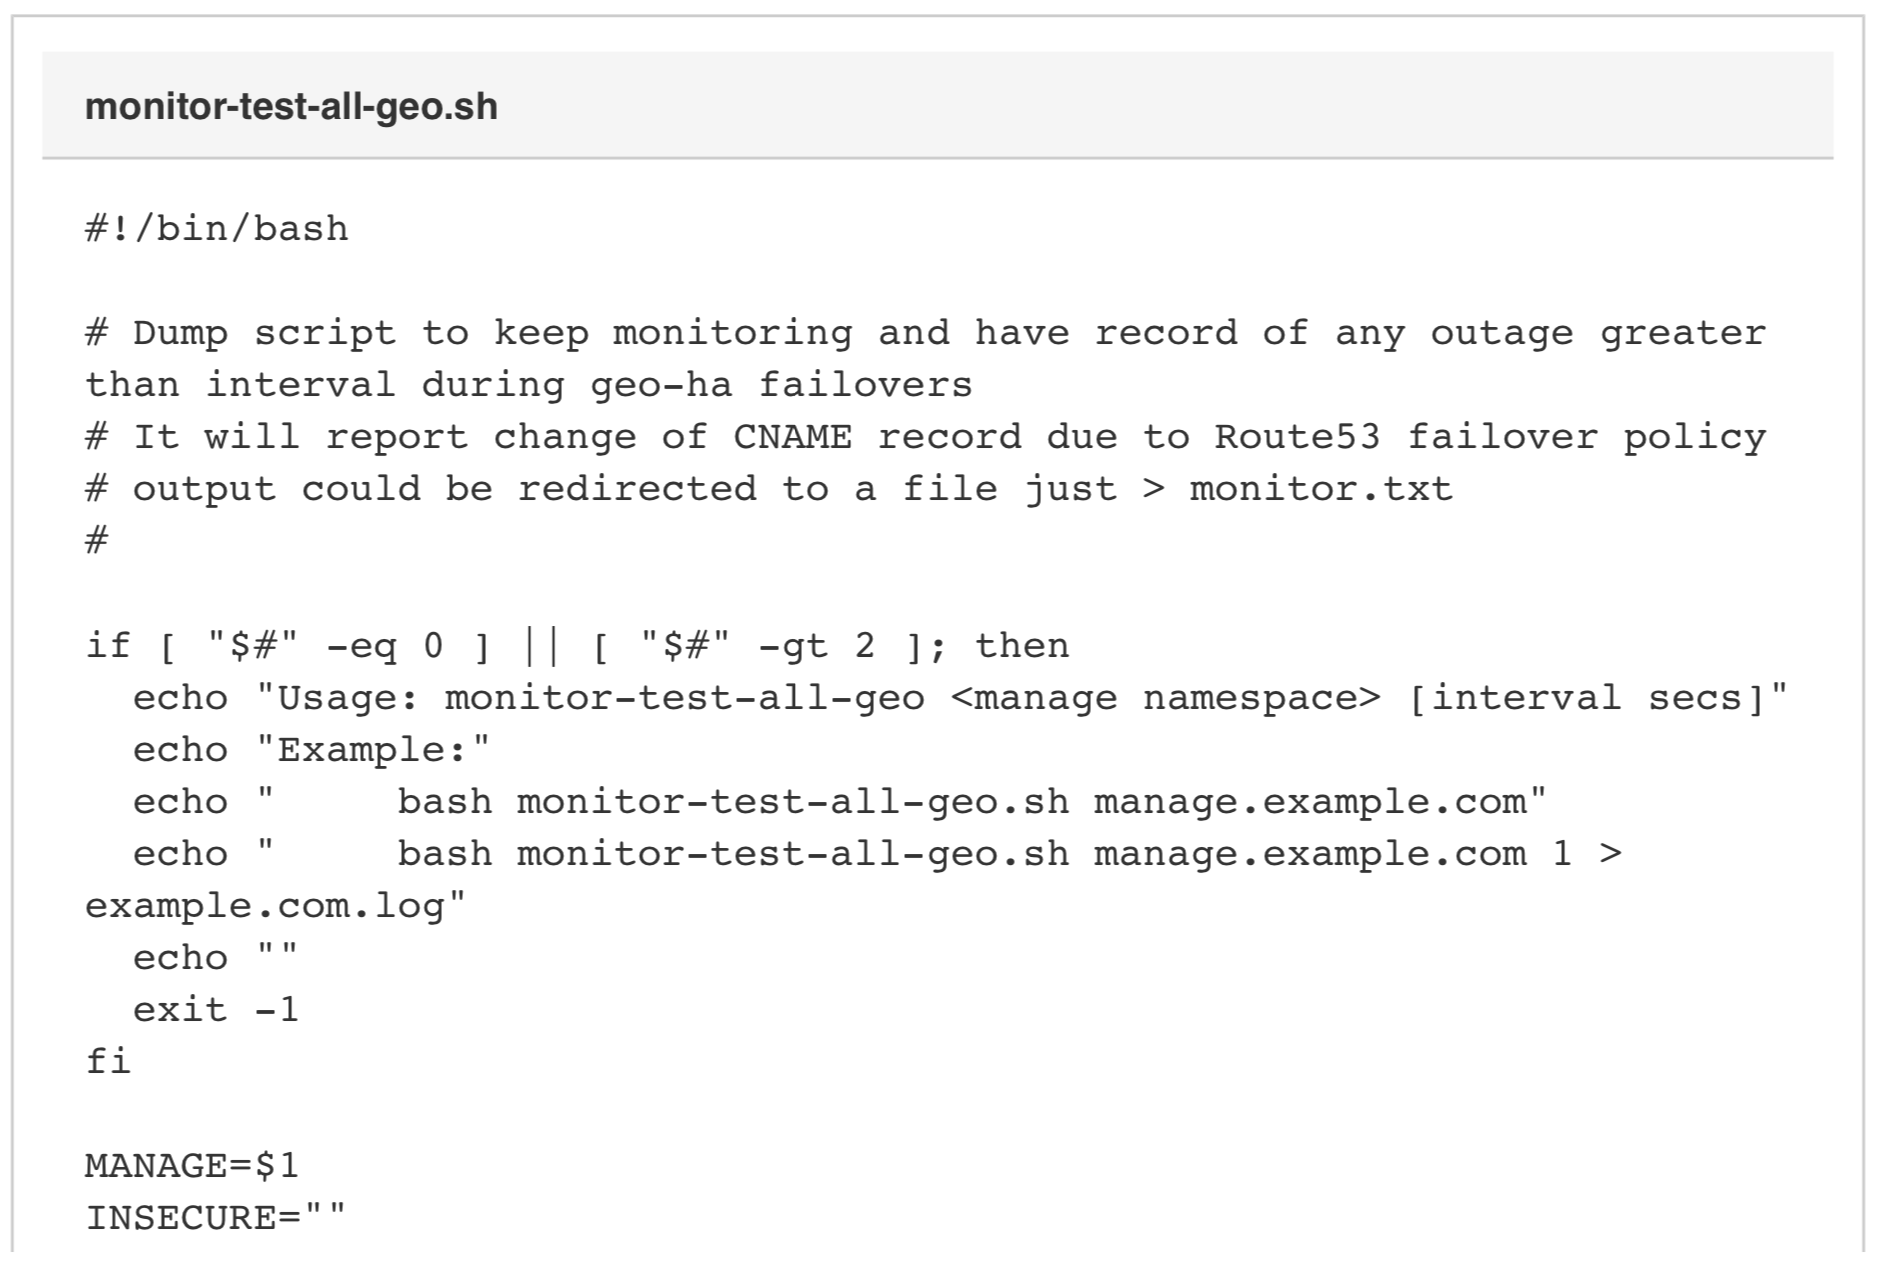 monitor-test-all-geo.sh
#!/bin/bash
# Dump script to keep monitoring and have record of any outage greater
than interval during geo-ha failovers
# It will report change of CNAME record due to Route53 failover policy
# output could be redirected to a file just > monitor.txt
#
if [ "$#" -eq 0 ] || [ "$#" -gt 2 ]; then
  echo "Usage: monitor-test-all-geo <manage namespace> [interval secs]"
  echo "Example:"
  echo "     bash monitor-test-all-geo.sh manage.example.com"
  echo "     bash monitor-test-all-geo.sh manage.example.com 1 >
example.com.log"
  echo ""
  exit -1
fi
MANAGE=$1
INSECURE=""